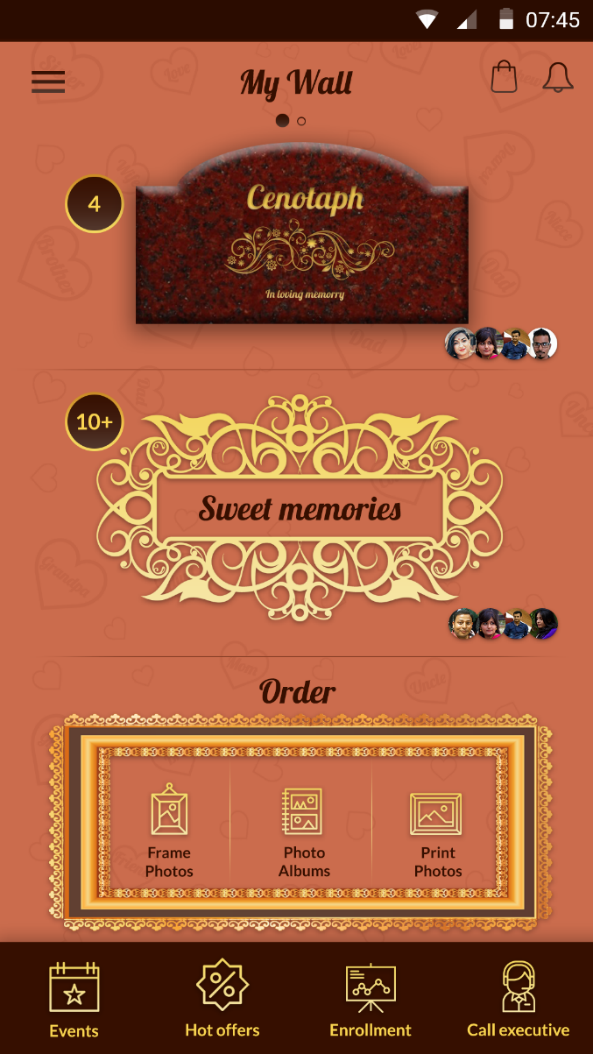 07:45
My Wall
4
Cenotaph
In loving memorry
10+
Sweet memories
Order
Frame Photos
Photo Albums
Print Photos
Events
Hot offers
Enrollment
Call executive